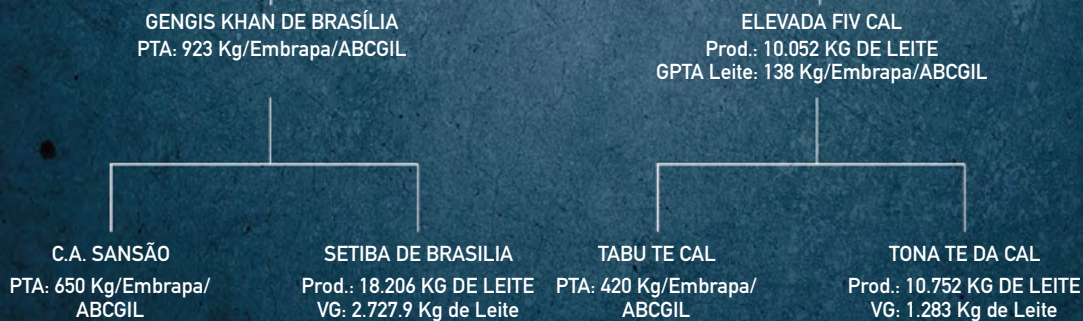 GENGIS KHAN DE BRASÍLIA
PTA: 923 Kg/Embrapa/ABCGIL
ELEVADA FIV CAL
Prod.: 10.052 KG DE LEITE
GPTA Leite: 138 Kg/Embrapa/ABCGIL
C.A. SANSÃO
PTA: 650 Kg/Embrapa/
ABCGIL
SETIBA DE BRASILIA
Prod.: 18.206 KG DE LEITE
VG: 2.727.9 Kg de Leite
TABU TE CAL
PTA: 420 Kg/Embrapa/
ABCGIL
TONA TE DA CAL
Prod.: 10.752 KG DE LEITE
VG: 1.283 Kg de Leite